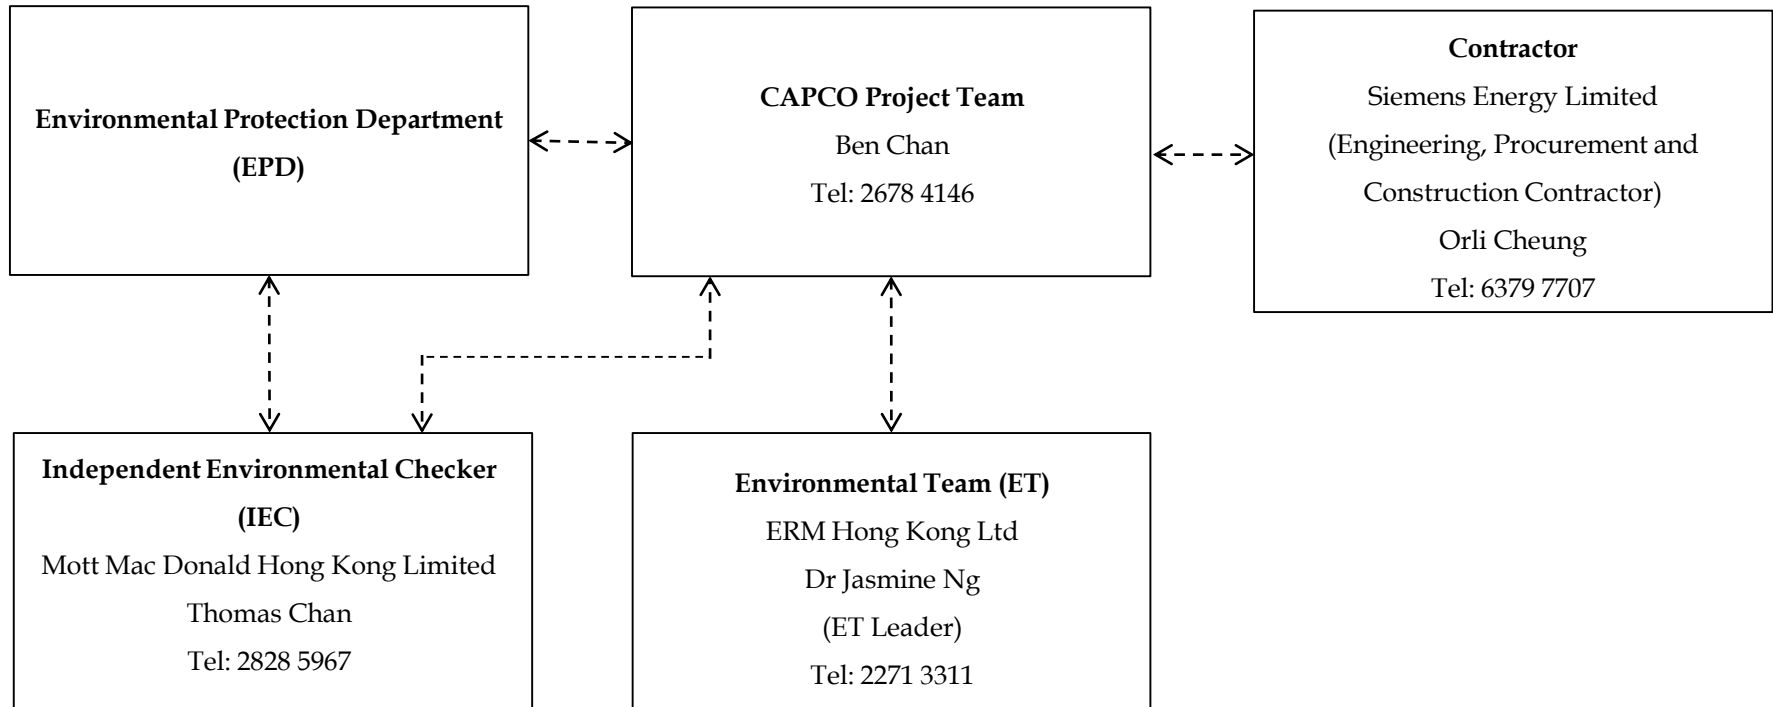 Environmental Protection Department
(EPD)
CAPCO Project Team
Ben Chan
Tel: 2678 4146
Contractor
Siemens Energy Limited
(Engineering, Procurement and
Construction Contractor)
Orli Cheung
Tel: 6379 7707
Independent Environmental Checker
(IEC)
Mott Mac Donald Hong Kong Limited
Thomas Chan
Tel: 2828 5967
Environmental Team (ET)
ERM Hong Kong Ltd
Dr Jasmine Ng
(ET Leader)
Tel: 2271 3311